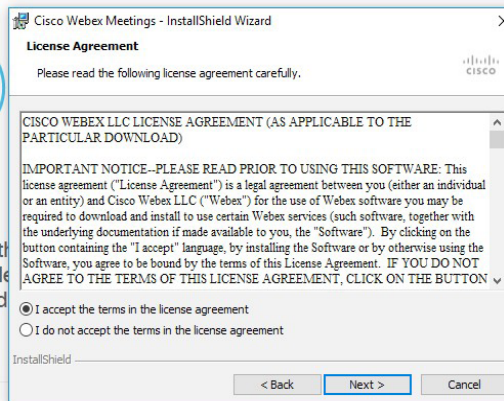 Cisco Webex Meetings - InstallShield Wizard
License Agreement
Please read the following license agreement carefully.
CISCO
CISCO WEBEX LLC LICENSE AGREEMENT (AS APPLICABLE TO THE
PARTICULAR DOWNLOAD)
IMPORTANT NOTICE--PLEASE READ PRIOR TO USING THIS SOFTWARE: This
license agreement ("License Agreement") is a legal agreement between you (either an individual
or an entity) and Cisco Webex LLC ("Webex") for the use of Webex software you may be
required to download and install to use certain Webex services (such software, together with
the underlying documentation if made available to you, the "Software"). By clicking on the
button containing the "I accept" language, by installing the Software or by otherwise using the
Software, you agree to be bound by the terms of this License Agreement. IF YOU DO NOT
AGREE TO THE TERMS OF THIS LICENSE AGREEMENT, CLICK ON THE BUTTON
I accept the terms in the license agreement
I do not accept the terms in the license agreement
InstallShield
< Back
Next >
Cancel